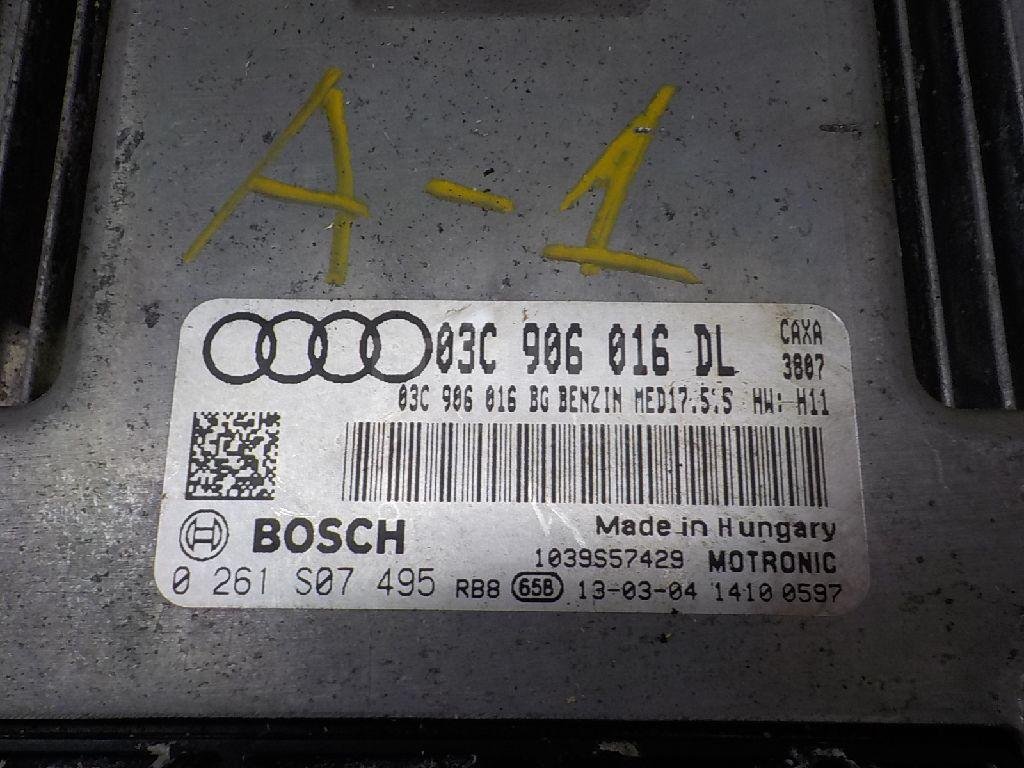 A-1
03C 906 016 DL CAXA
3807
03C 906 016 BG BENZIN MED17.5.5 HW: H11
BOSCH Made in Hungary
1039S57429 MOTRONIC
0 261 S07 495 RB8 65B 13-03-04 1410 0597